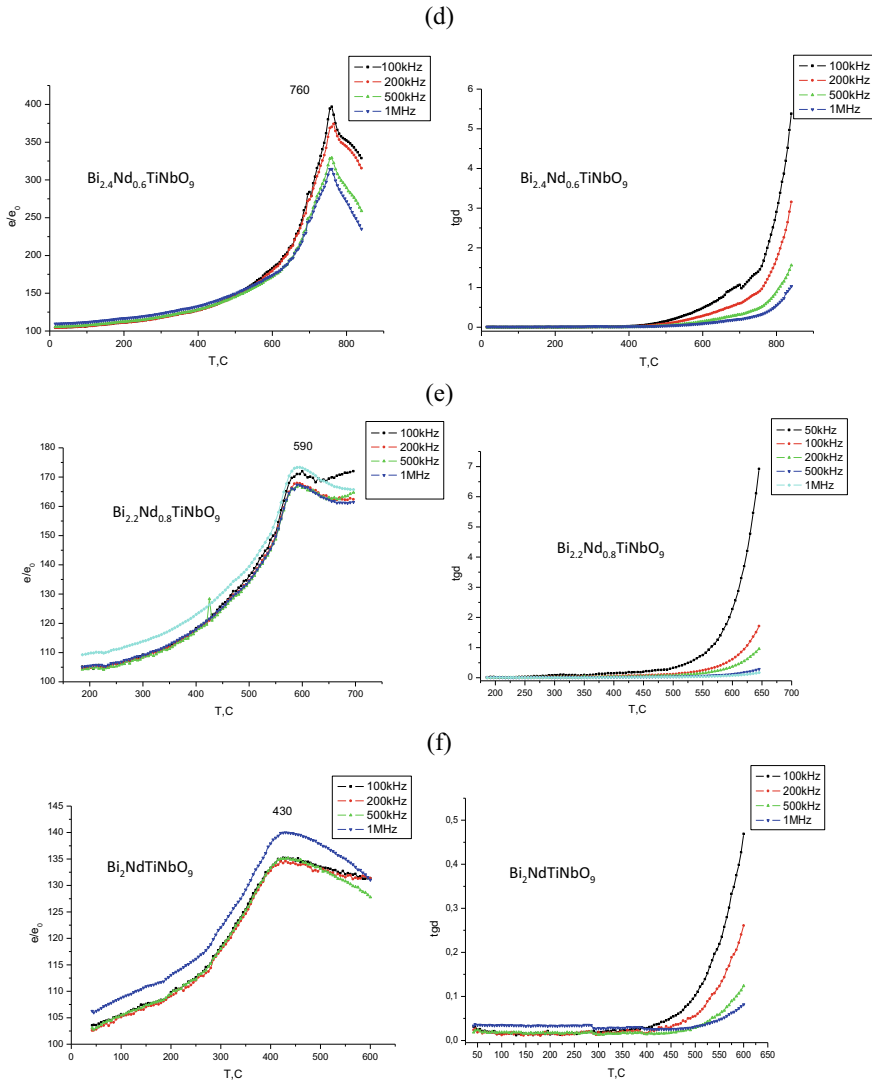 (d)
760
100kHz
200kHz
500kHz
1MHz
Bi2.4Nd0.6TiNbO9
e/e0
400
350
300
250
200
150
100
0 200 400 600 800
T,C
100kHz
200kHz
500kHz
1MHz
Bi2.4Nd0.6TiNbO9
tgd
6
5
4
3
2
1
0
0 200 400 600 800
T,C
(e)
590
100kHz
200kHz
500kHz
1MHz
Bi2.2Nd0.8TiNbO9
e/e0
180
170
160
150
140
130
120
110
100
200 300 400 500 600 700
T,C
50kHz
100kHz
200kHz
500kHz
1MHz
Bi2.2Nd0.8TiNbO9
tgd
7
6
5
4
3
2
1
0
200 250 300 350 400 450 500 550 600 650 700
T,C
(f)
430
100kHz
200kHz
500kHz
1MHz
Bi2NdTiNbO9
e/e0
145
140
135
130
125
120
115
110
105
100
0 100 200 300 400 500 600
T,C
100kHz
200kHz
500kHz
1MHz
Bi2NdTiNbO9
tgd
0,5
0,4
0,3
0,2
0,1
0,0
50 100 150 200 250 300 350 400 450 500 550 600 650
T,C